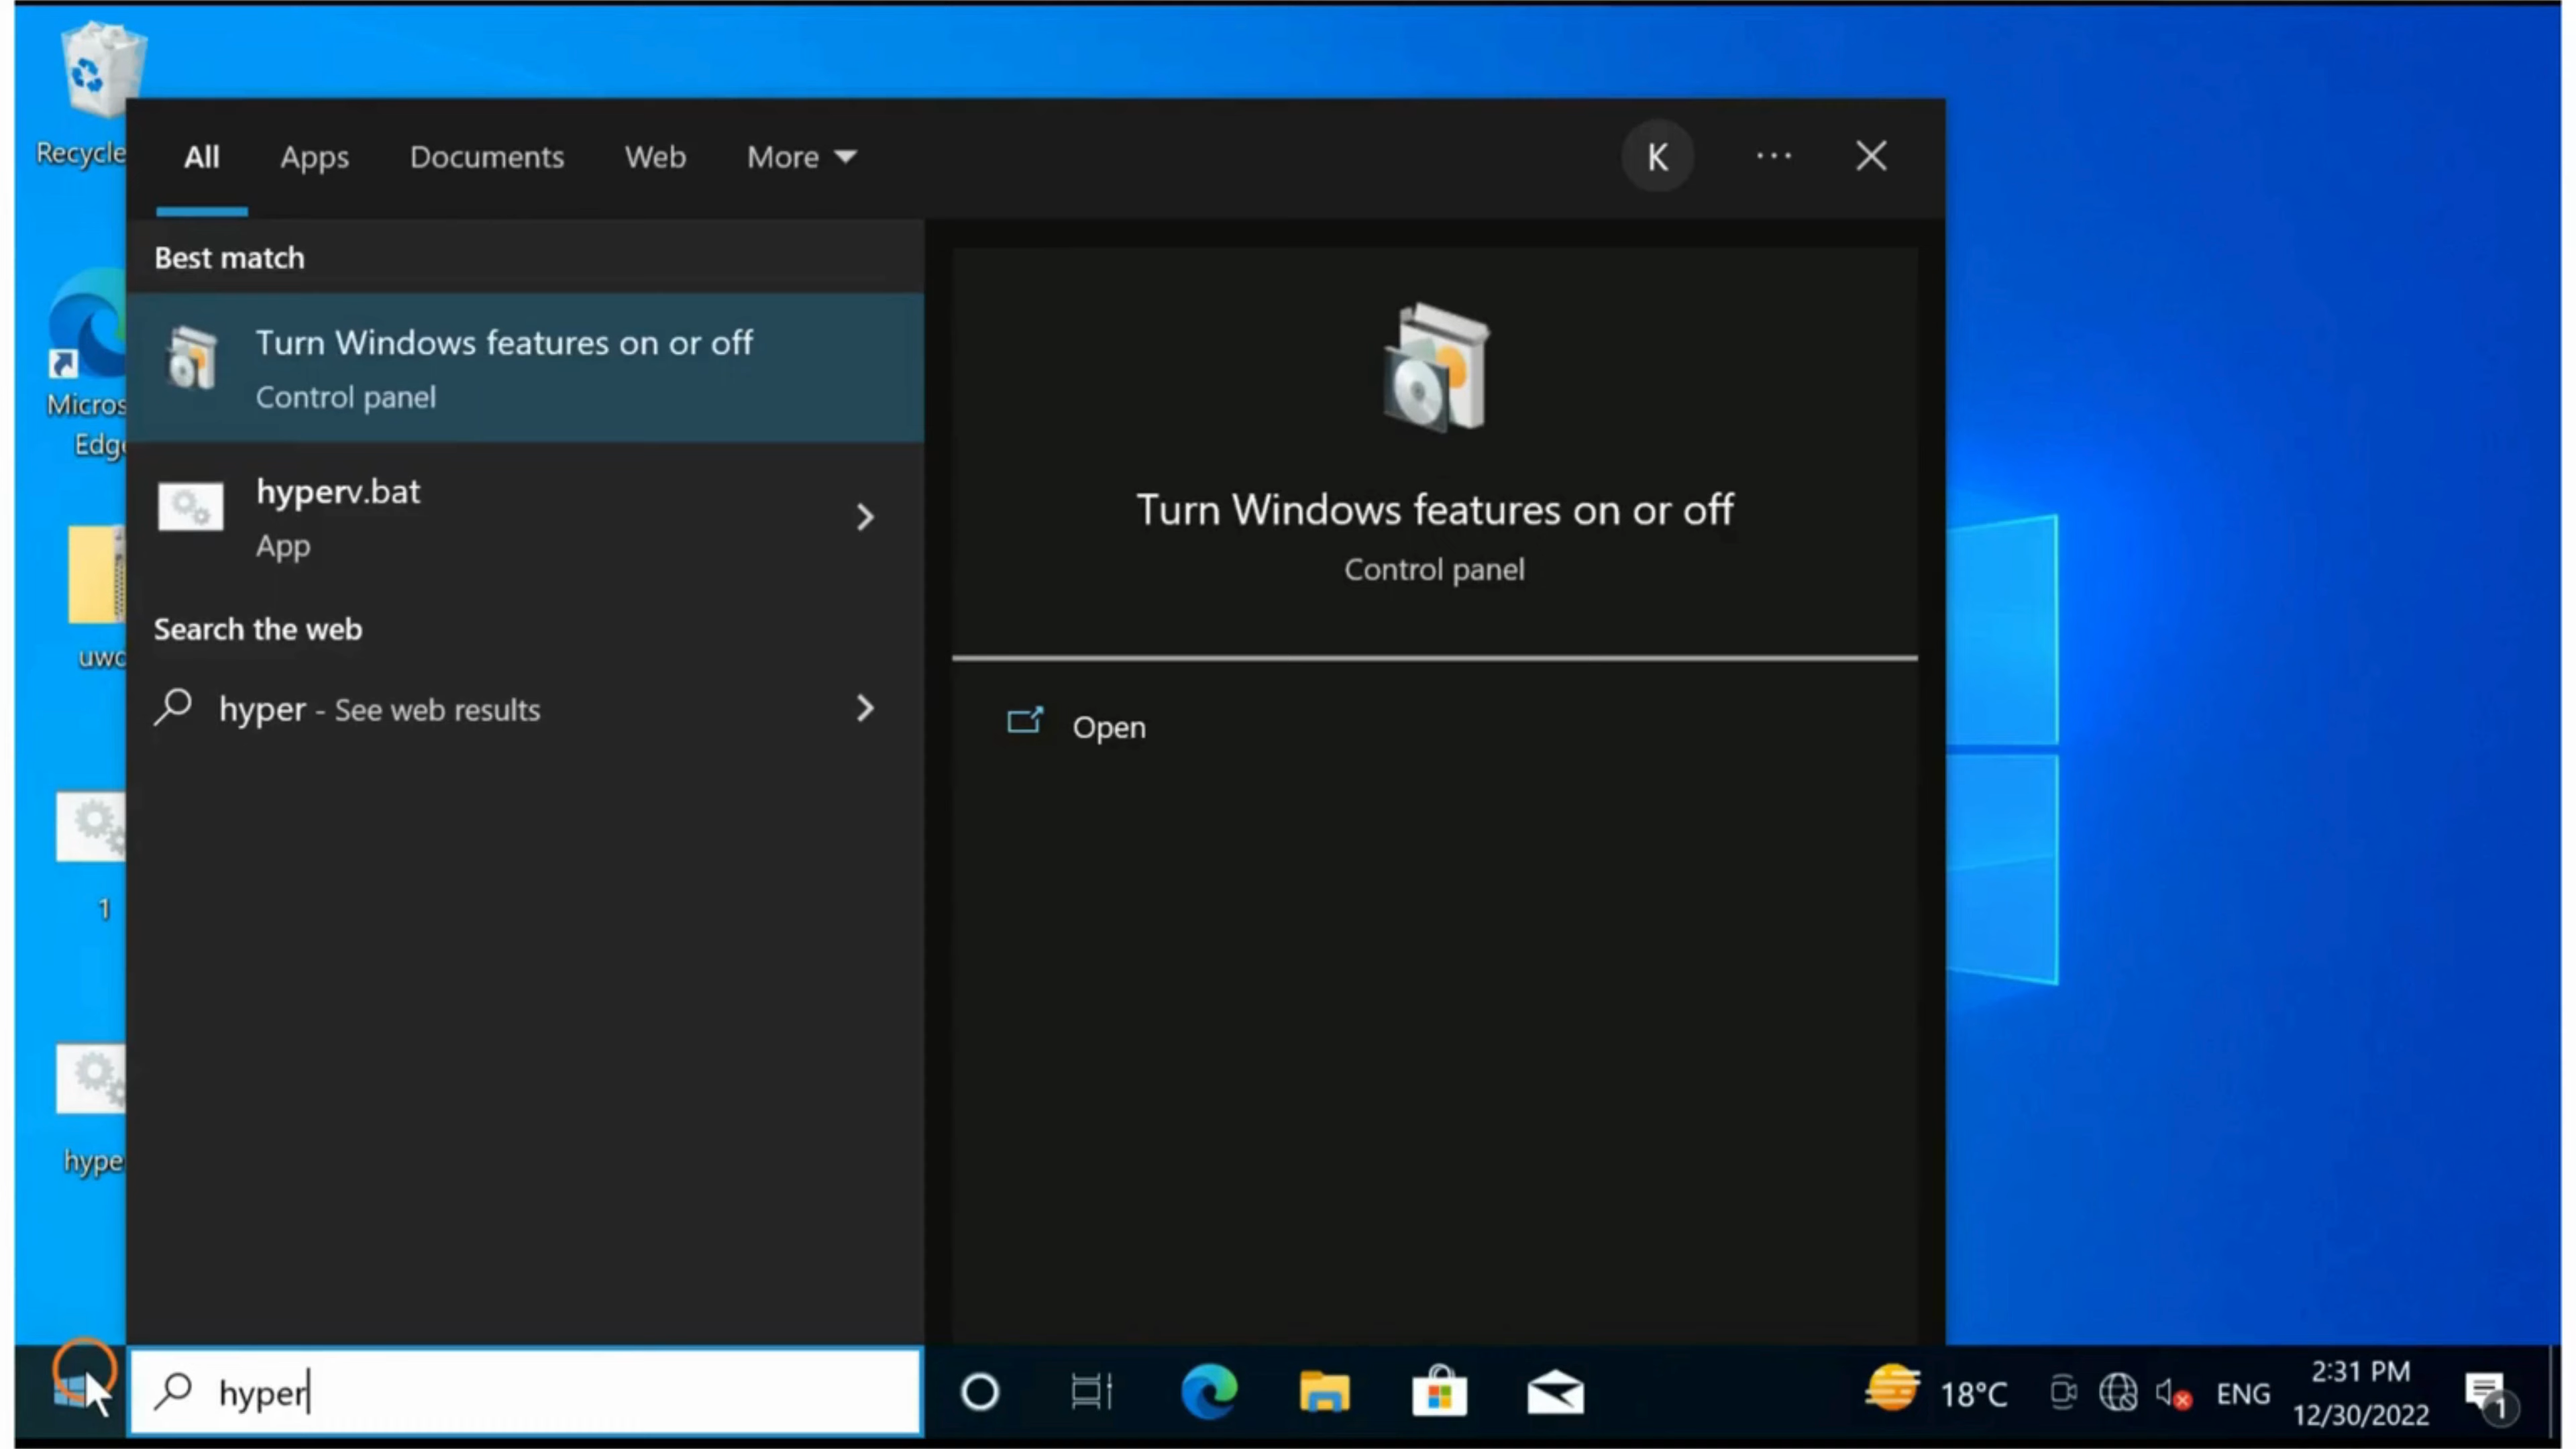 Recycle
Micros
Edge
uwc
1
hype
All Apps Documents Web More
K
Best match
Turn Windows features on or off
Control panel
hyperv.bat
App
Search the web
hyper - See web results
Turn Windows features on or off
Control panel
Open
hyper
18°C
ENG
2:31 PM
12/30/2022
1